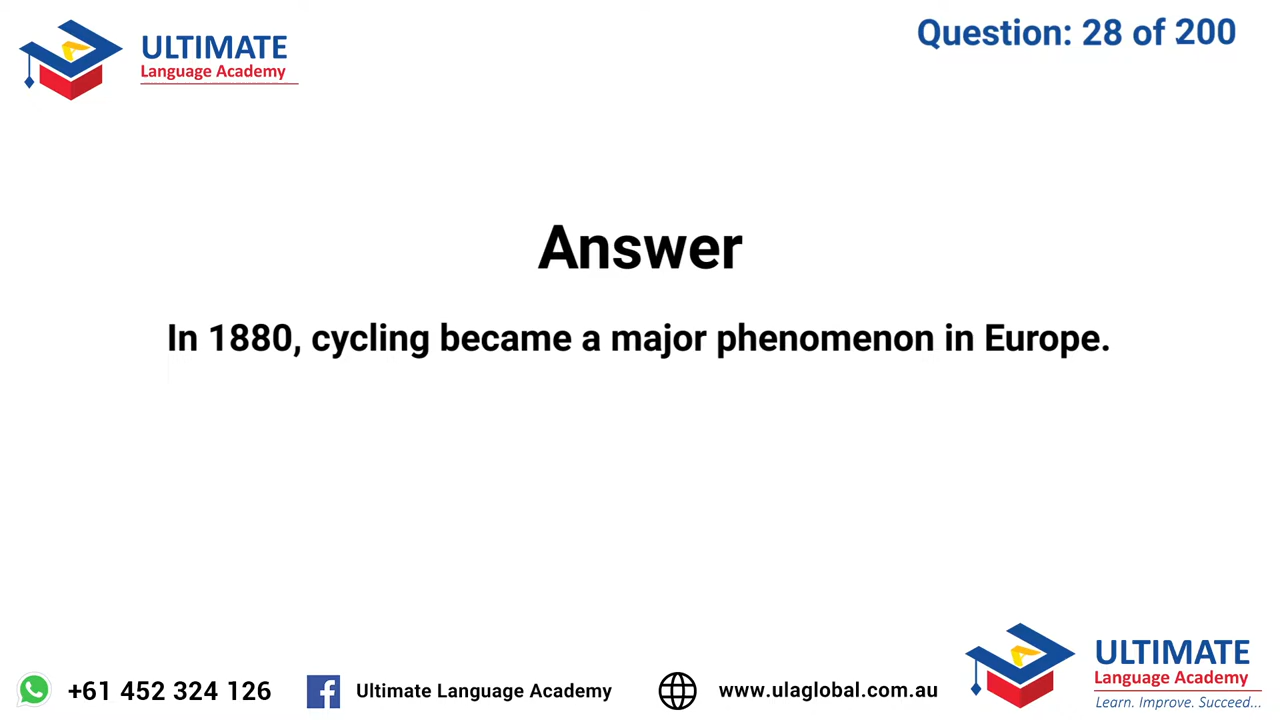 ULTIMATE
Language Academy
Question: 28 of 200
Answer
In 1880, cycling became a major phenomenon in Europe.
+61 452 324 126
Ultimate Language Academy
www.ulaglobal.com.au
ULTIMATE
Language Academy
Learn. Improve. Succeed...